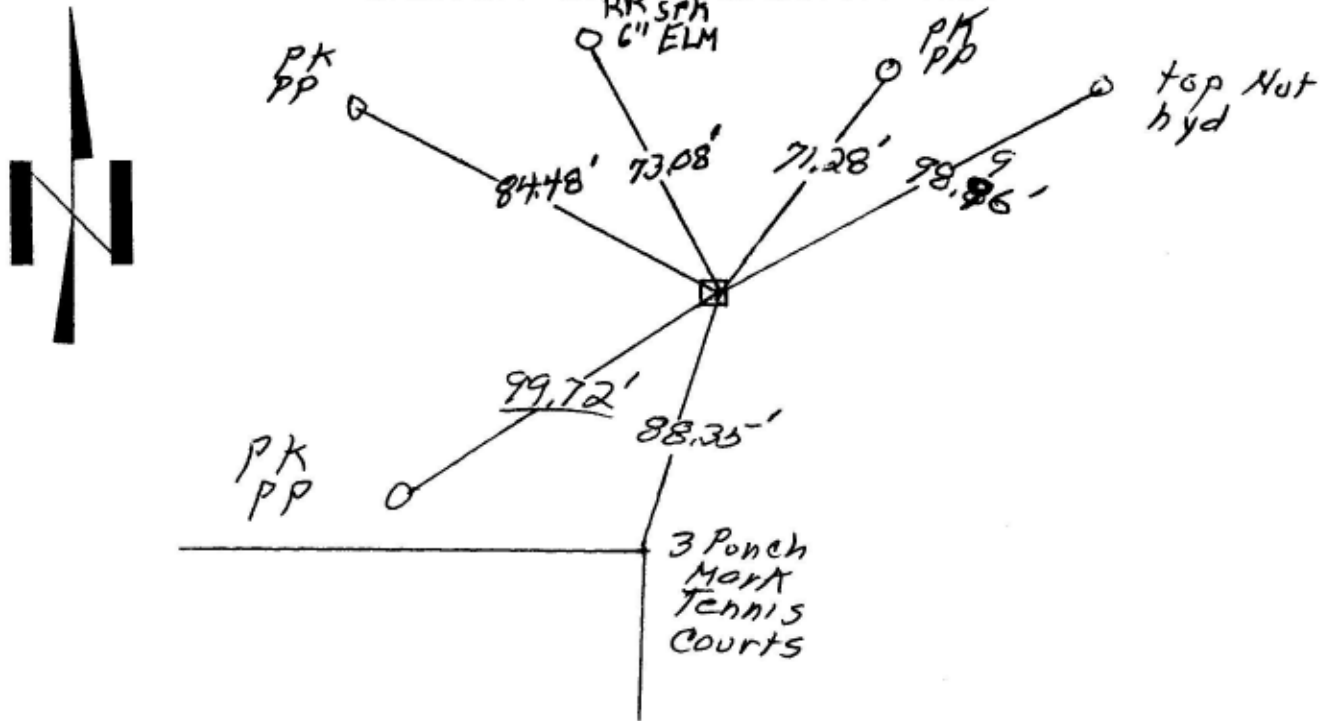 RR Spk
6" ELM
PK
PP
PK
PP
top Nut
hyd
84.48'
73.08'
71.28'
98.96'
N
99.72'
88.35'
PK
PP
3 Punch
Mark
Tennis
Courts